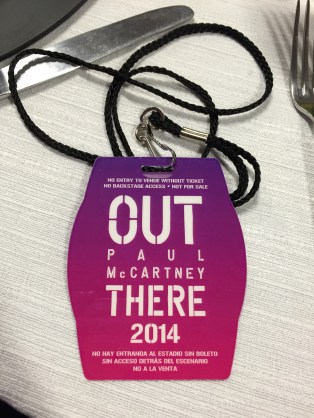 NO ENTRY TO VENUE WITHOUT TICKET
NO BACKSTAGE ACCESS • NOT FOR SALE
OUT
PAUL
McCARTNEY
THERE
2014
NO HAY ENTRANDA AL ESTADIO SIN BOLETO
SIN ACCESO DETRÁS DEL ESCENARIO
NO A LA VENTA